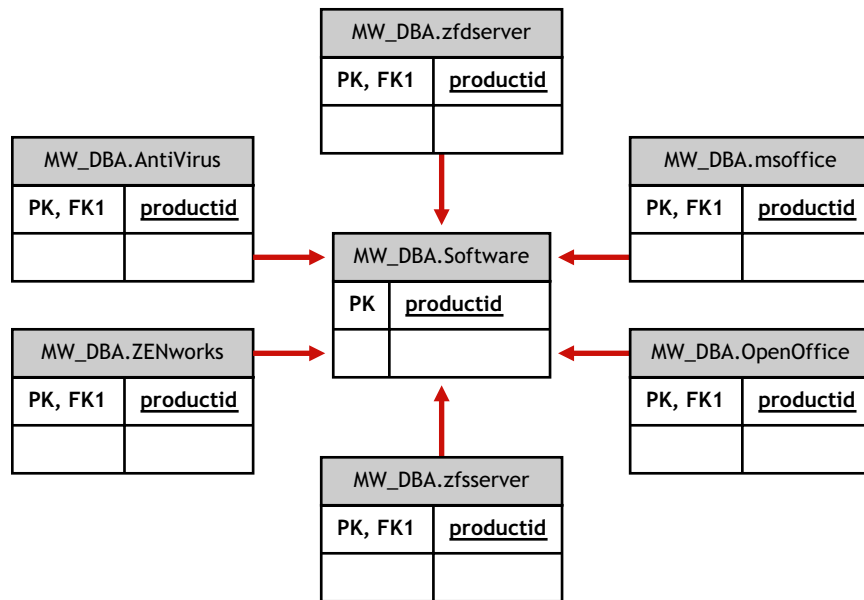 MW_DBA.zfdserver
PK, FK1 productid
MW_DBA.AntiVirus
PK, FK1 productid
MW_DBA.msoffice
PK, FK1 productid
MW_DBA.Software
PK productid
MW_DBA.ZENworks
PK, FK1 productid
MW_DBA.OpenOffice
PK, FK1 productid
MW_DBA.zfsserver
PK, FK1 productid